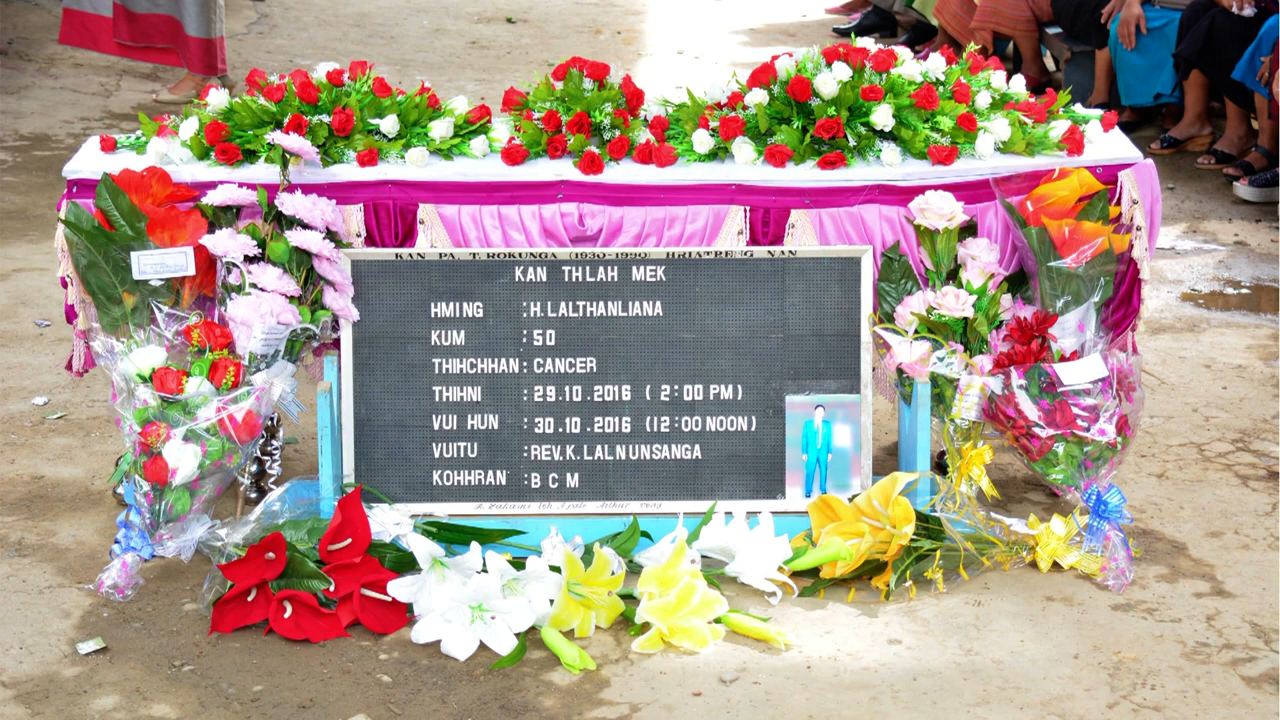 KAN PA, T. ROKUNGA (1930-1990) HRIATRENG NAN
KAN THLAH MEK
HMING : H. LALTHANLIANA
KUM : 50
THIHCHHAN : CANCER
THIHNI : 29.10.2016 ( 2:00 PM )
VUI HUN : 30.10.2016 (12:00 NOON)
VUITU : REV. K. LALNUNSANGA
KOHHRAN : B C M